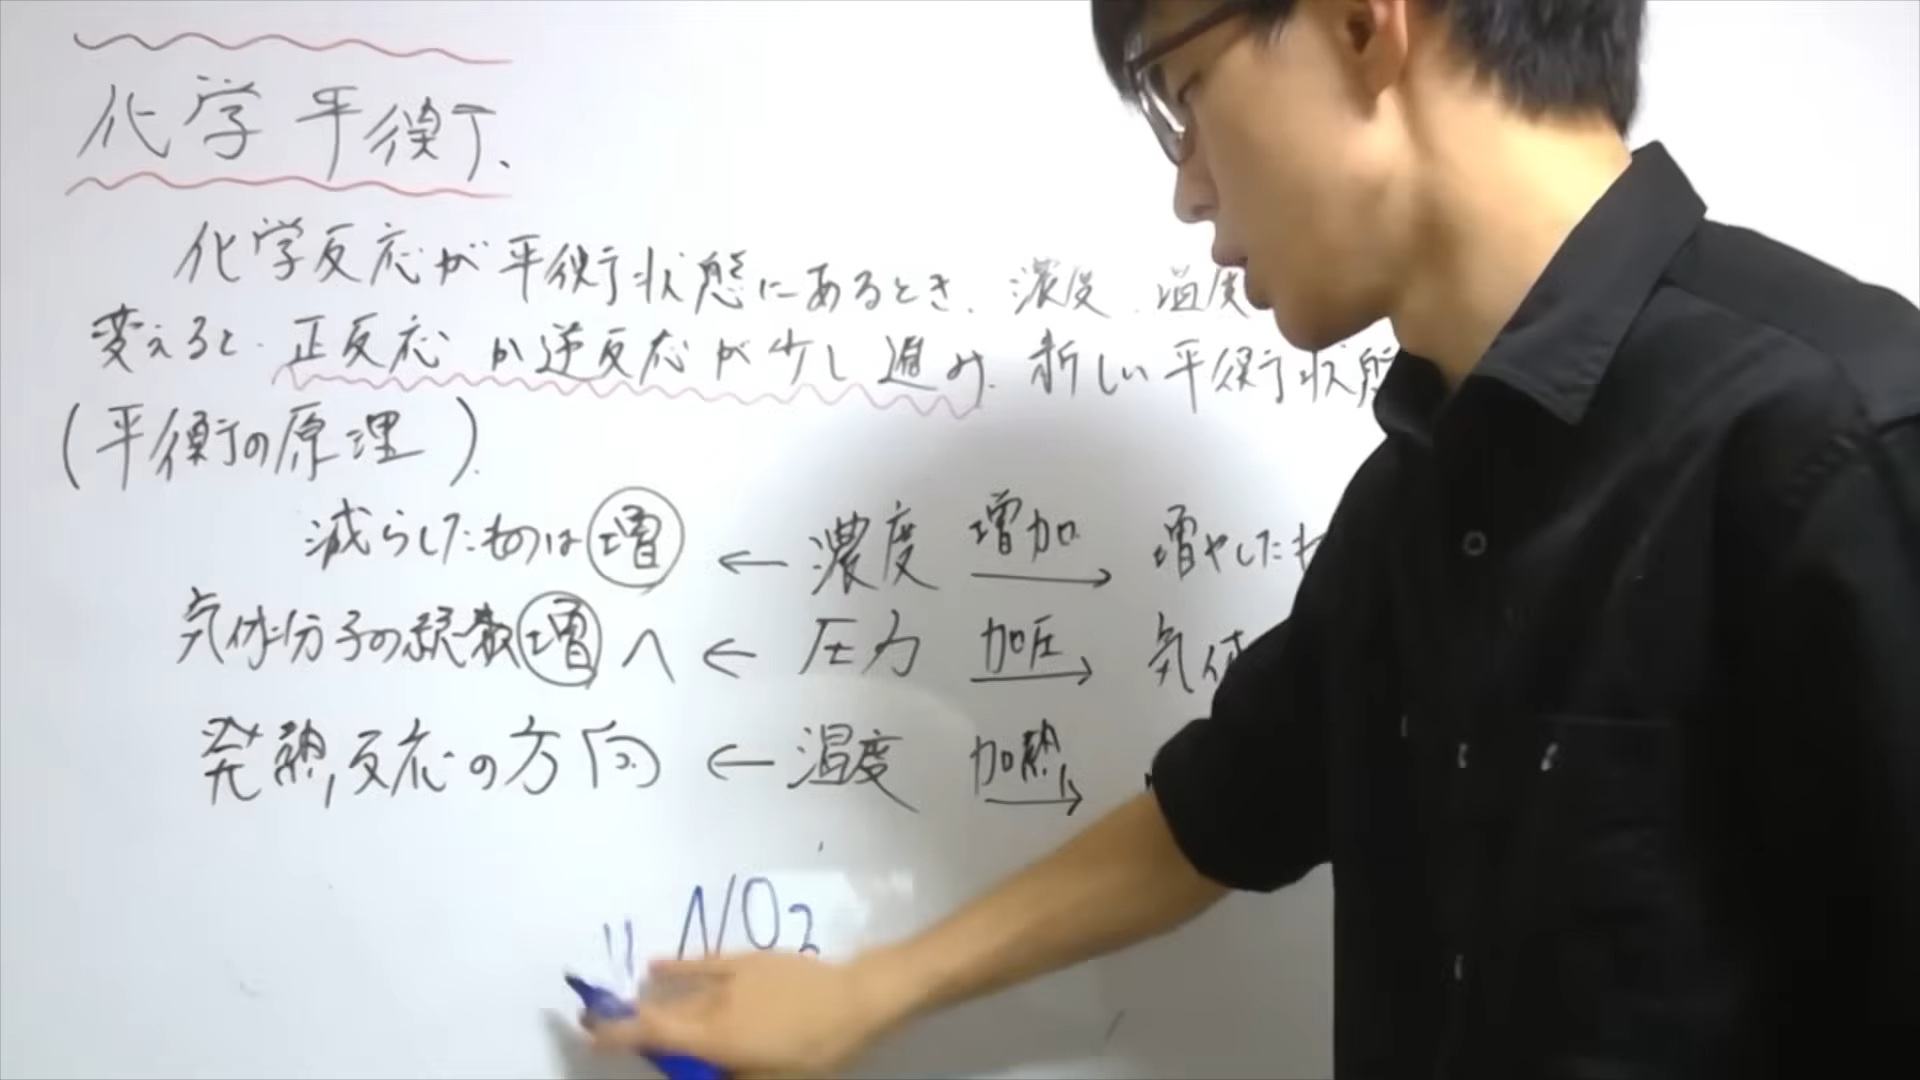 化学平衡
化学反応が平衡状態にあるとき、濃度、温度
変えると、正反応か逆反応が少し進み、新しい平衡状態
(平衡の原理)
減らしたものは増 ← 濃度 増加→ 増やしたも
気体分子の総数増へ ← 圧力 加圧→ 気体
発熱反応の方向 ← 温度 加熱→
NO2